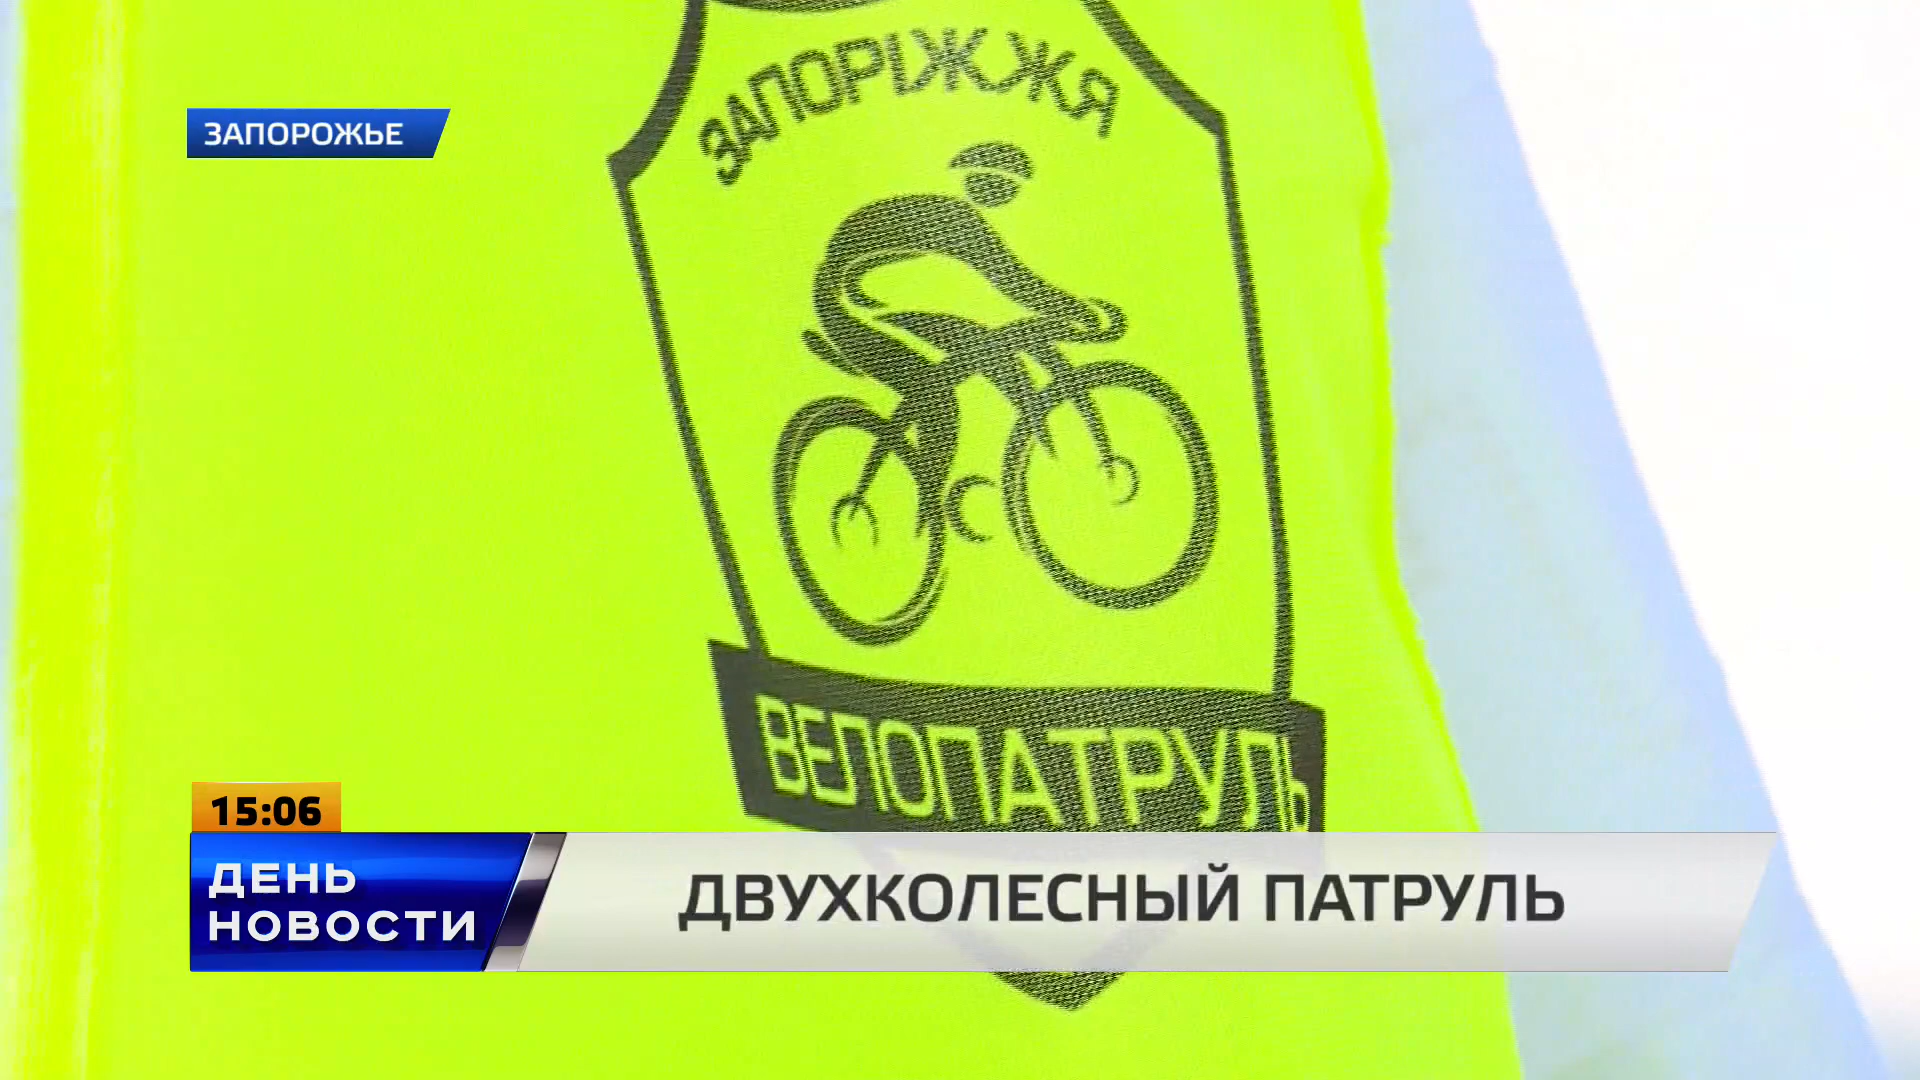 ЗАПОРІЖЖЯ
ЗАПОРОЖЬЕ
ВЕЛОПАТРУЛЬ
15:06
ДЕНЬ
НОВОСТИ
ДВУХКОЛЕСНЫЙ ПАТРУЛЬ